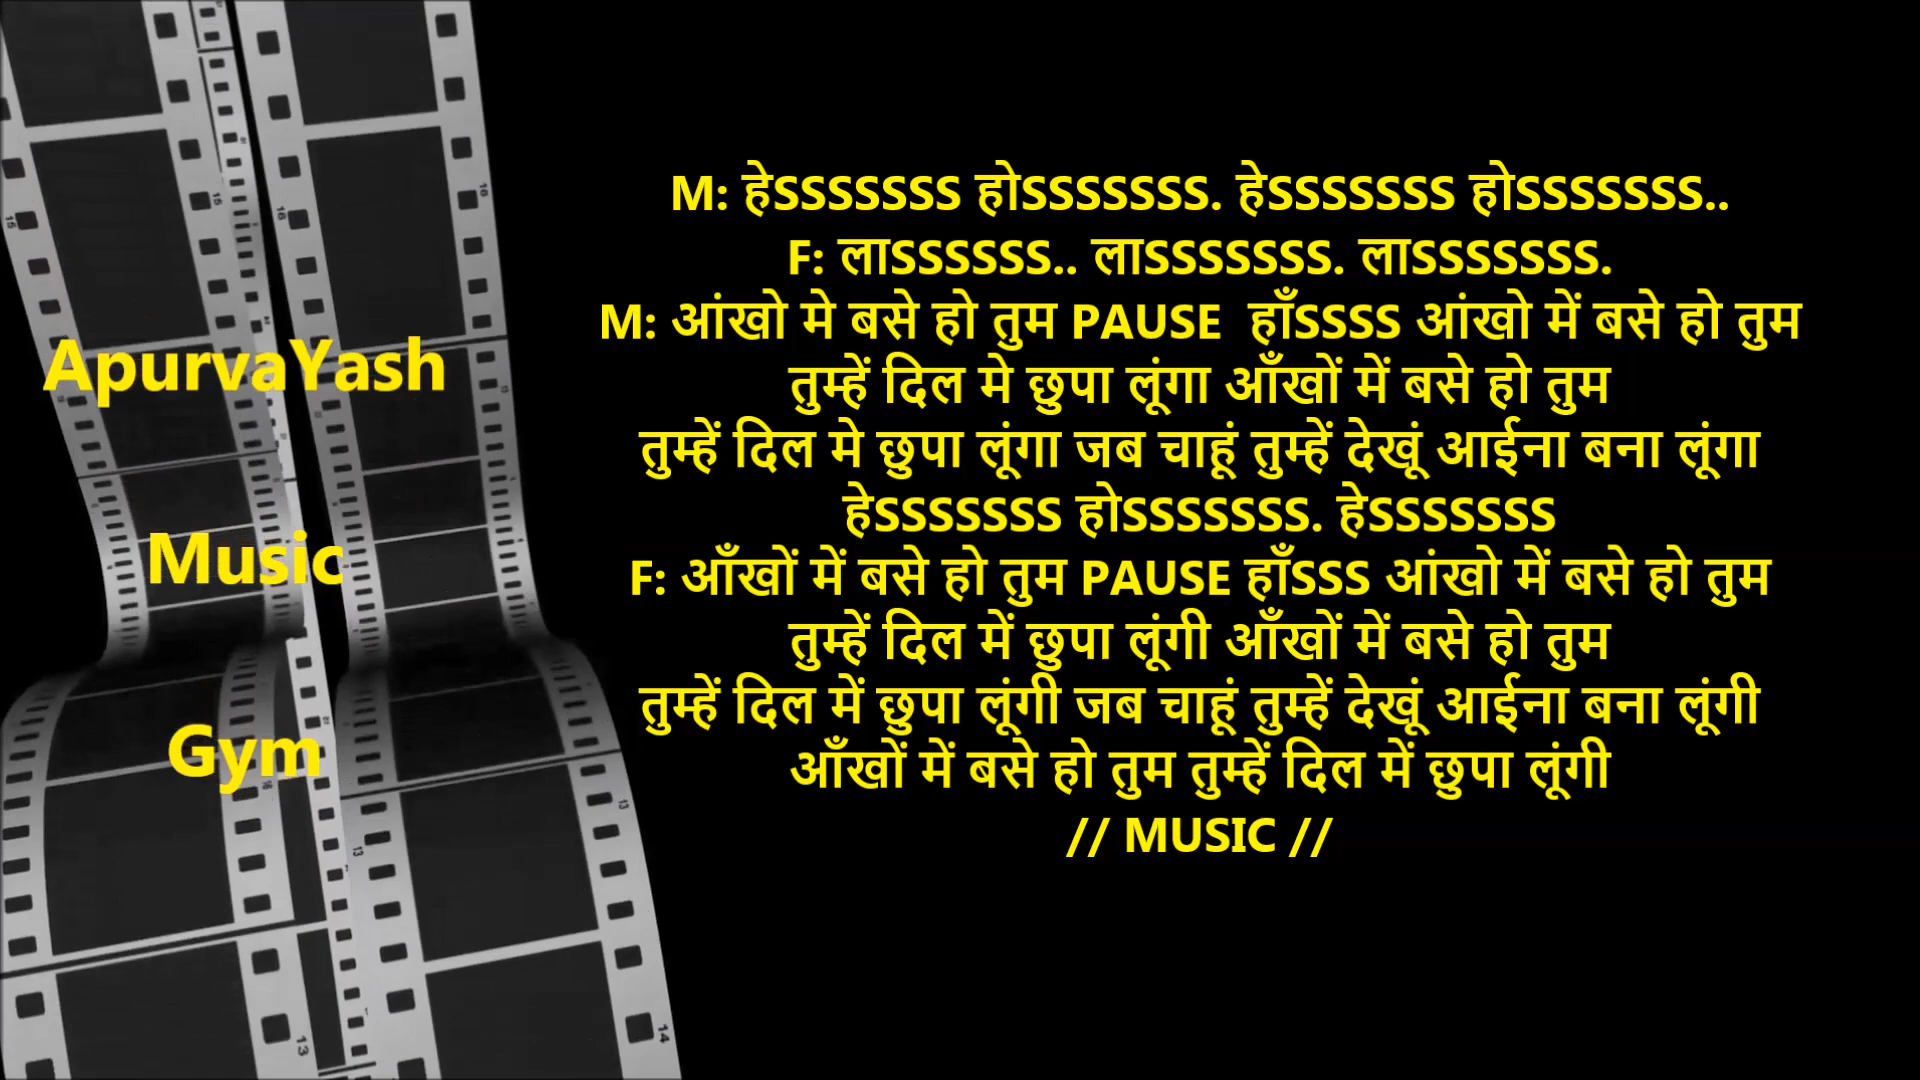 ApurvaYash
Music
Gym
M: हेSSSSSSS होSSSSSSS. हेSSSSSSS होSSSSSSS..
F: लाSSSSSS.. लाSSSSSSS. लाSSSSSSS.
M: आंखो मे बसे हो तुम PAUSE  हाँSSSS आंखो में बसे हो तुम
तुम्हें दिल मे छुपा लूंगा आँखों में बसे हो तुम
तुम्हें दिल मे छुपा लूंगा जब चाहूं तुम्हें देखूं आईना बना लूंगा
हेSSSSSSS होSSSSSSS. हेSSSSSSS
F: आँखों में बसे हो तुम PAUSE हाँSSS आंखो में बसे हो तुम
तुम्हें दिल में छुपा लूंगी आँखों में बसे हो तुम
तुम्हें दिल में छुपा लूंगी जब चाहूं तुम्हें देखूं आईना बना लूंगी
आँखों में बसे हो तुम तुम्हें दिल में छुपा लूंगी
// MUSIC //